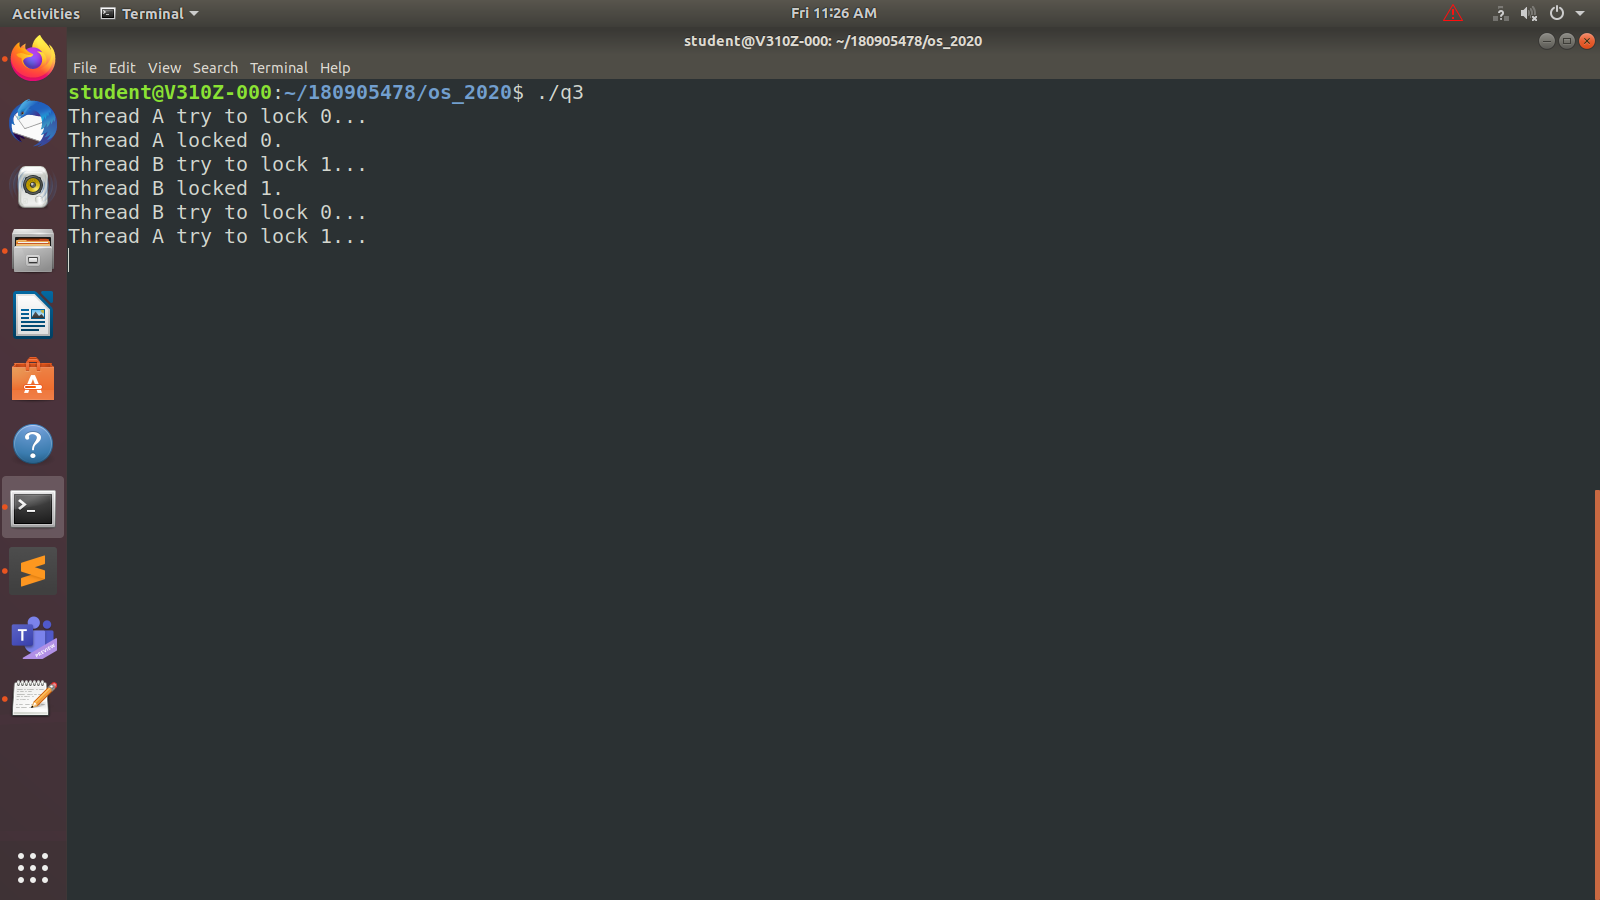 Activities Terminal Fri 11:26 AM
student@V310Z-000: ~/180905478/os_2020
File Edit View Search Terminal Help
student@V310Z-000:~/180905478/os_2020$ ./q3
Thread A try to lock 0...
Thread A locked 0.
Thread B try to lock 1...
Thread B locked 1.
Thread B try to lock 0...
Thread A try to lock 1...
T
PREVIEW